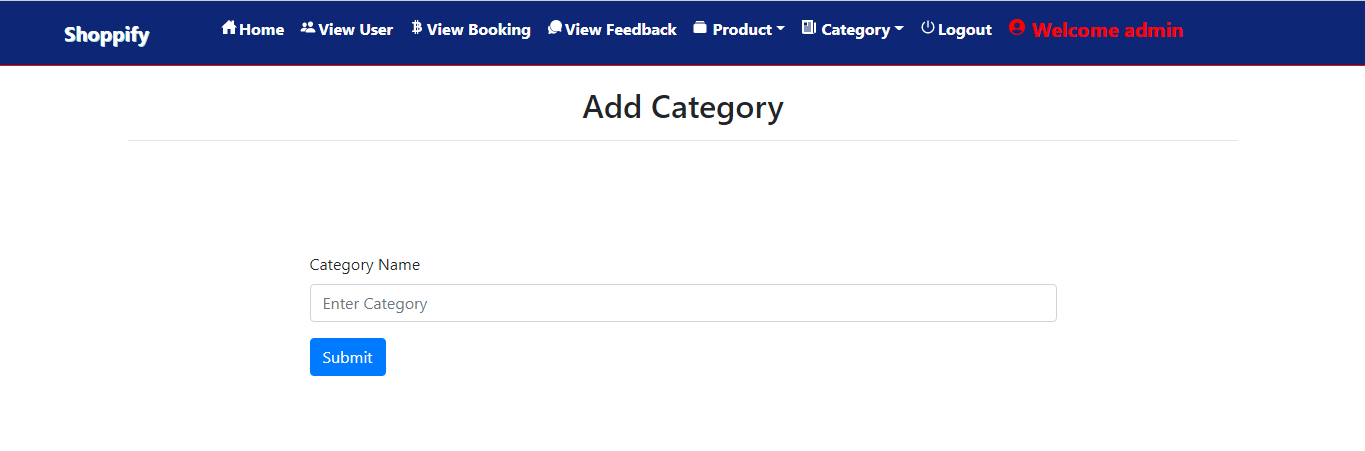 Shoppify Home View User View Booking View Feedback Product Category Logout Welcome admin
Add Category
Category Name
Enter Category
Submit